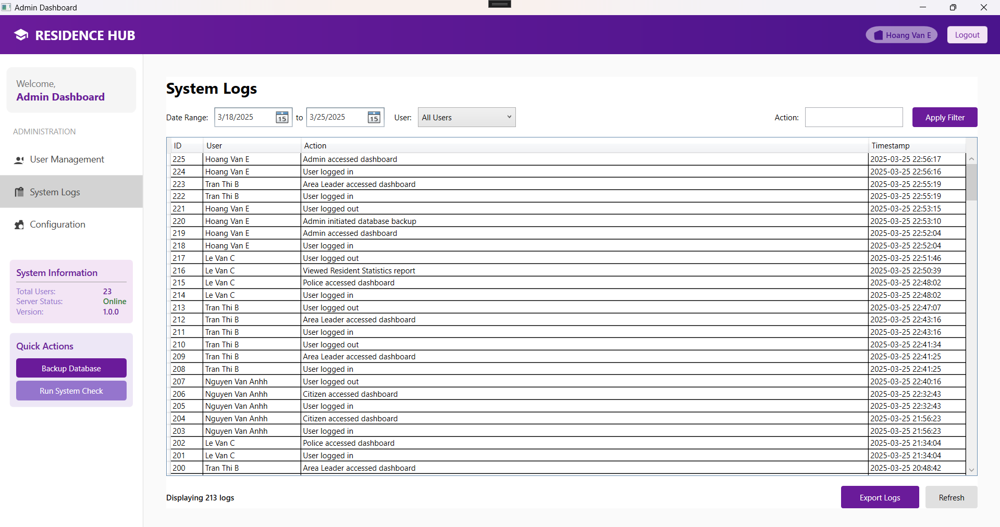 Admin Dashboard
RESIDENCE HUB
Hoang Van E
Logout
Welcome,
Admin Dashboard
ADMINISTRATION
User Management
System Logs
Configuration
System Information
Total Users: 23
Server Status: Online
Version: 1.0.0
Quick Actions
Backup Database
Run System Check
System Logs
Date Range: 3/18/2025 15 to 3/25/2025 15 User: All Users Action: Apply Filter
ID User Action Timestamp
225 Hoang Van E Admin accessed dashboard 2025-03-25 22:56:17
224 Hoang Van E User logged in 2025-03-25 22:56:16
223 Tran Thi B Area Leader accessed dashboard 2025-03-25 22:55:19
222 Tran Thi B User logged in 2025-03-25 22:55:19
221 Hoang Van E User logged out 2025-03-25 22:53:15
220 Hoang Van E Admin initiated database backup 2025-03-25 22:53:10
219 Hoang Van E Admin accessed dashboard 2025-03-25 22:52:04
218 Hoang Van E User logged in 2025-03-25 22:52:04
217 Le Van C User logged out 2025-03-25 22:51:46
216 Le Van C Viewed Resident Statistics report 2025-03-25 22:50:39
215 Le Van C Police accessed dashboard 2025-03-25 22:48:02
214 Le Van C User logged in 2025-03-25 22:48:02
213 Tran Thi B User logged out 2025-03-25 22:47:07
212 Tran Thi B Area Leader accessed dashboard 2025-03-25 22:43:16
211 Tran Thi B User logged in 2025-03-25 22:43:16
210 Tran Thi B User logged out 2025-03-25 22:41:34
209 Tran Thi B Area Leader accessed dashboard 2025-03-25 22:41:25
208 Tran Thi B User logged in 2025-03-25 22:41:25
207 Nguyen Van Anhh User logged out 2025-03-25 22:40:16
206 Nguyen Van Anhh Citizen accessed dashboard 2025-03-25 22:32:43
205 Nguyen Van Anhh User logged in 2025-03-25 22:32:43
204 Nguyen Van Anhh Citizen accessed dashboard 2025-03-25 21:56:23
203 Nguyen Van Anhh User logged in 2025-03-25 21:56:23
202 Le Van C Police accessed dashboard 2025-03-25 21:34:04
201 Le Van C User logged in 2025-03-25 21:34:04
200 Tran Thi B Area Leader accessed dashboard 2025-03-25 20:48:42
Displaying 213 logs
Export Logs
Refresh